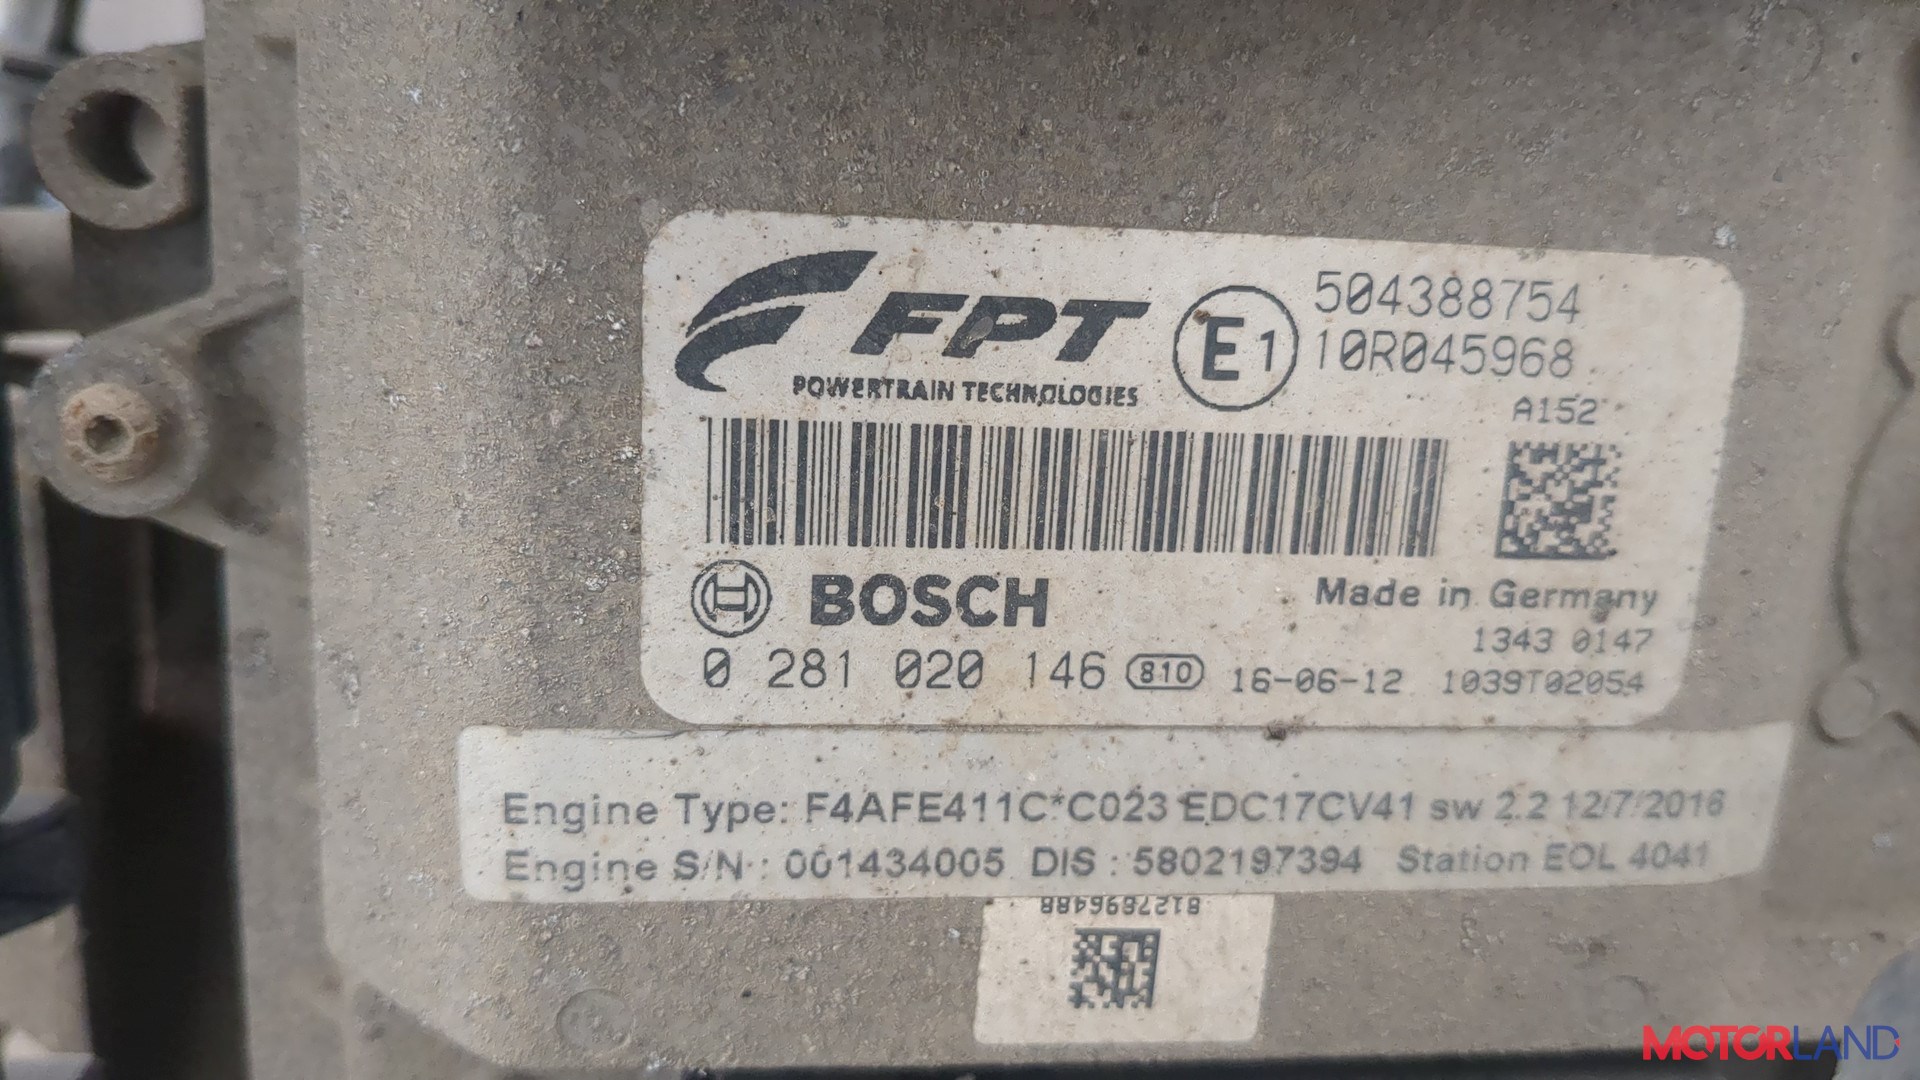 FPT
POWERTRAIN TECHNOLOGIES
E1
504388754
10R045968
A152
BOSCH
Made in Germany
1343 0147
0 281 020 146 810 16-06-12 1039T02054
Engine Type: F4AFE411C*C023 EDC17CV41 sw 2.2 12/7/2016
Engine S/N : 001434005 DIS : 5802197394 Station EOL 4041
MOTORLAND